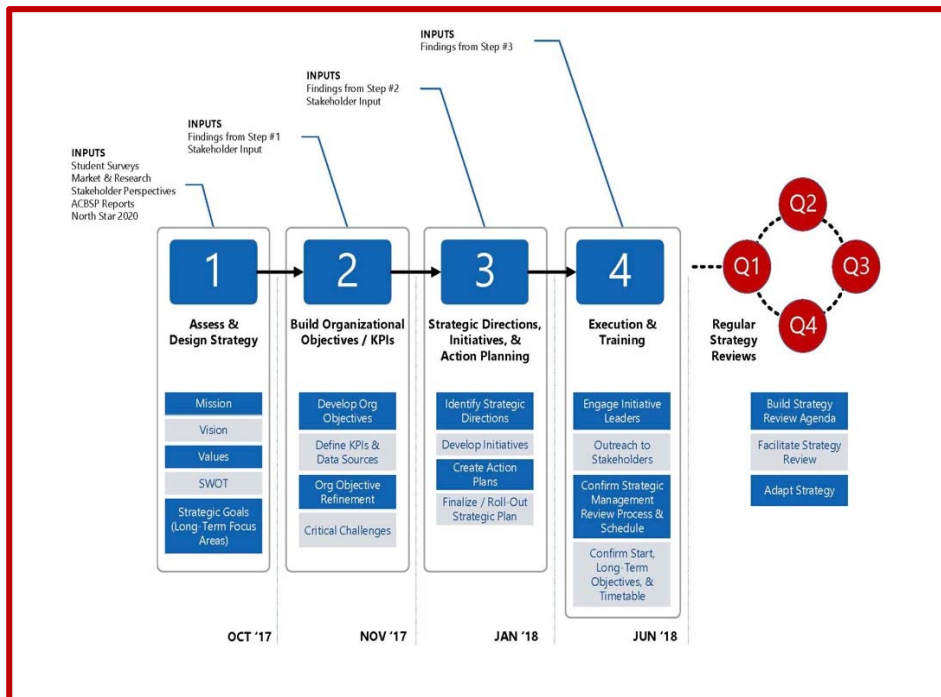 INPUTS
Findings from Step #3
INPUTS
Findings from Step #2
Stakeholder Input
INPUTS
Findings from Step #1
Stakeholder Input
INPUTS
Student Surveys
Market & Research
Stakeholder Perspectives
ACBSP Reports
North Star 2020
1
Assess &
Design Strategy
Mission
Vision
Values
SWOT
Strategic Goals
(Long-Term Focus
Areas)
OCT '17
2
Build Organizational
Objectives / KPIs
Develop Org
Objectives
Define KPIs &
Data Sources
Org Objective
Refinement
Critical Challenges
NOV '17
3
Strategic Directions,
Initiatives, &
Action Planning
Identify Strategic
Directions
Develop Initiatives
Create Action
Plans
Finalize / Roll-Out
Strategic Plan
JAN '18
4
Execution &
Training
Engage Initiative
Leaders
Outreach to
Stakeholders
Confirm Strategic
Management
Review Process &
Schedule
Confirm Start,
Long-Term
Objectives, &
Timetable
JUN '18
Q1
Q2
Q3
Q4
Regular
Strategy
Reviews
Build Strategy
Review Agenda
Facilitate Strategy
Review
Adapt Strategy